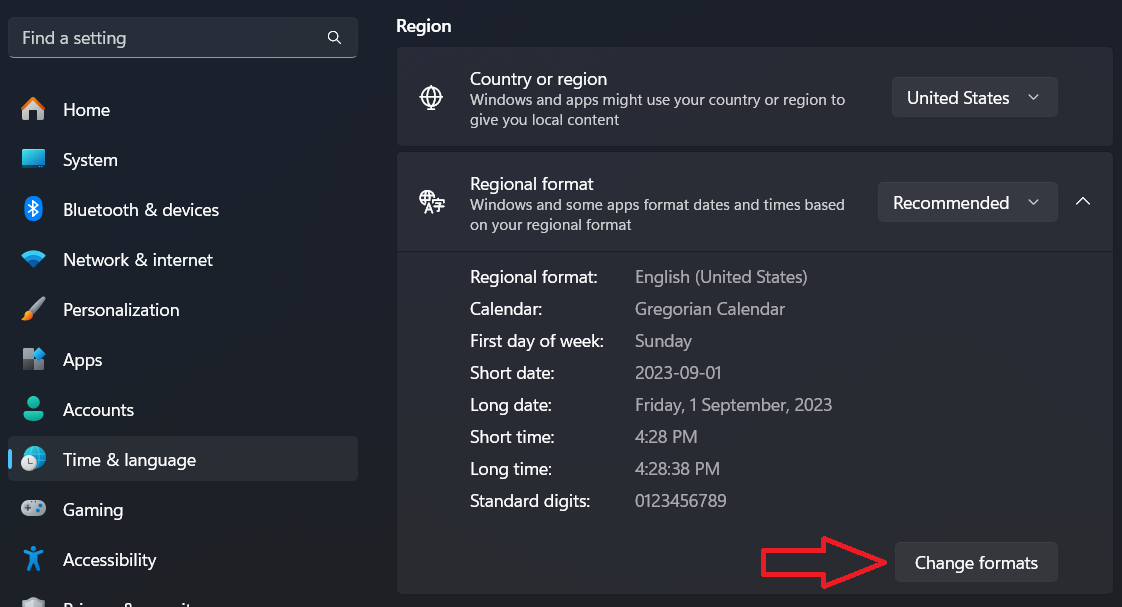 Find a setting
Home
System
Bluetooth & devices
Network & internet
Personalization
Apps
Accounts
Time & language
Gaming
Accessibility
Region
Country or region
Windows and apps might use your country or region to
give you local content
United States
Regional format
Windows and some apps format dates and times based
on your regional format
Recommended
Regional format: English (United States)
Calendar: Gregorian Calendar
First day of week: Sunday
Short date: 2023-09-01
Long date: Friday, 1 September, 2023
Short time: 4:28 PM
Long time: 4:28:38 PM
Standard digits: 0123456789
Change formats